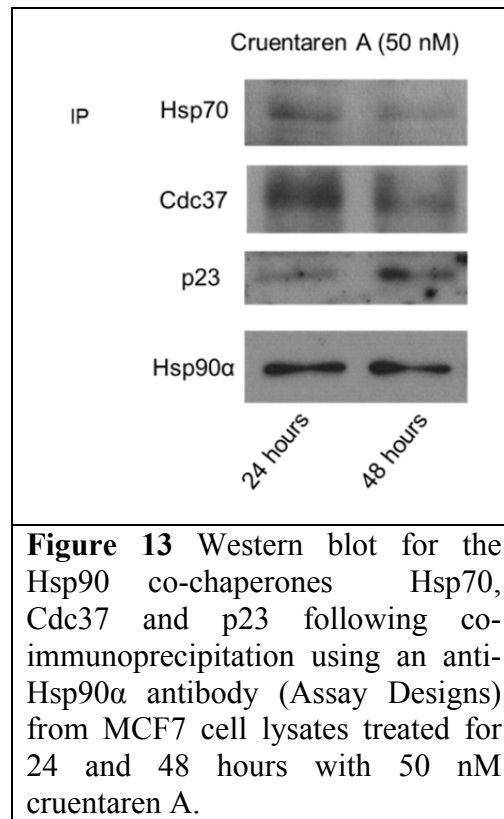 Cruentaren A (50 nM)
IP
Hsp70
Cdc37
p23
Hsp90α
24 hours
48 hours
Figure 13 Western blot for the
Hsp90 co-chaperones Hsp70,
Cdc37 and p23 following co-
immunoprecipitation using an anti-
Hsp90α antibody (Assay Designs)
from MCF7 cell lysates treated for
24 and 48 hours with 50 nM
cruentaren A.